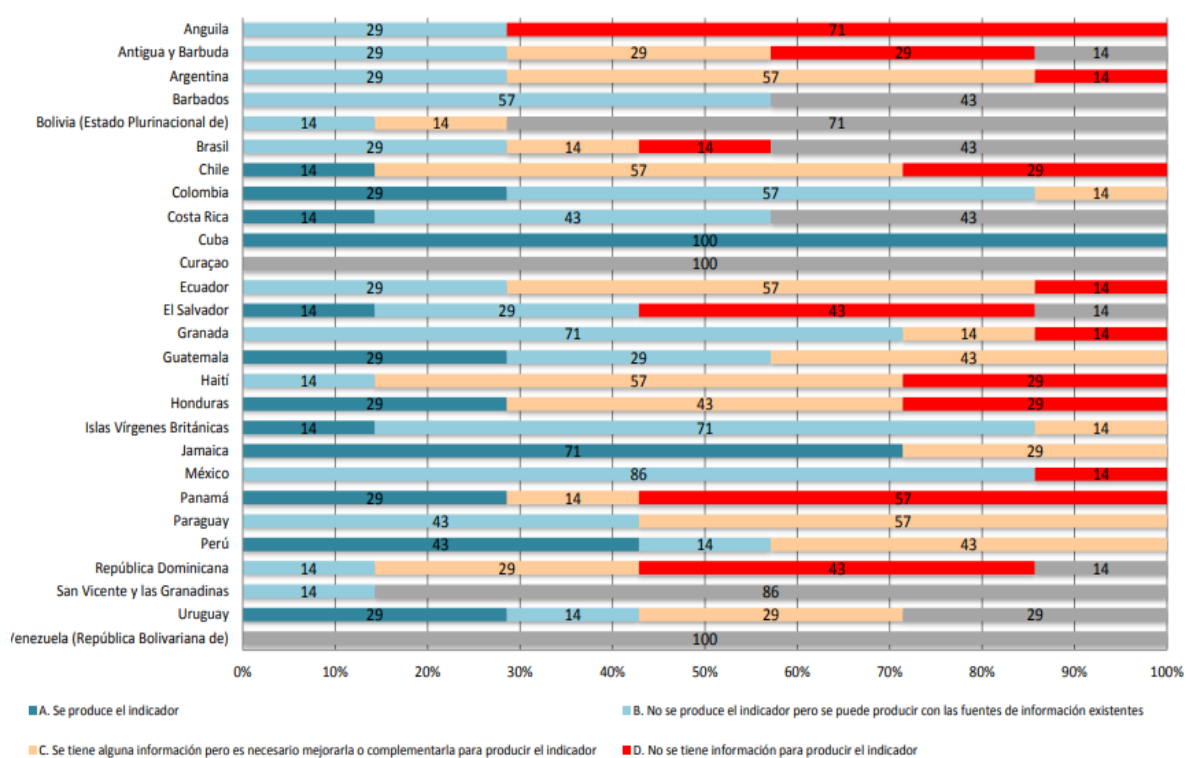 Anguila 29 71
Antigua y Barbuda 29 29 29 14
Argentina 29 57 14
Barbados 57 43
Bolivia (Estado Plurinacional de) 14 14 71
Brasil 29 14 14 43
Chile 14 57 29
Colombia 29 57 14
Costa Rica 14 43 43
Cuba 100
Curaçao 100
Ecuador 29 57 14
El Salvador 14 29 43 14
Granada 71 14 14
Guatemala 29 29 43
Haití 14 57 29
Honduras 29 43 29
Islas Vírgenes Británicas 14 71 14
Jamaica 71 29
México 86 14
Panamá 29 14 57
Paraguay 43 57
Perú 43 14 43
República Dominicana 14 29 43 14
San Vicente y las Granadinas 14 86
Uruguay 29 14 29 29
enezuela (República Bolivariana de) 100
0% 10% 20% 30% 40% 50% 60% 70% 80% 90% 100%
A. Se produce el indicador
B. No se produce el indicador pero se puede producir con las fuentes de información existentes
C. Se tiene alguna información pero es necesario mejorarla o complementarla para producir el indicador
D. No se tiene información para producir el indicador